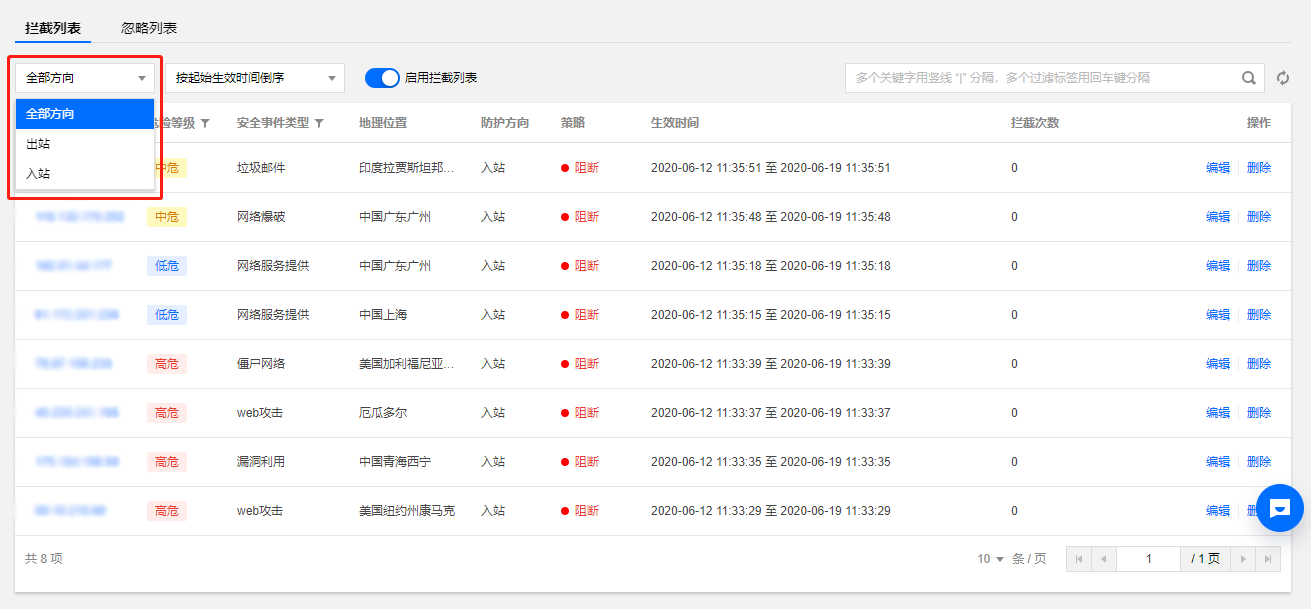 拦截列表 忽略列表
全部方向 按起始生效时间倒序 启用拦截列表 多个关键字用竖线 "|" 分隔，多个过滤标签用回车键分隔
全部方向
出站
入站
险等级 安全事件类型 地理位置 防护方向 策略 生效时间 拦截次数 操作
中危 垃圾邮件 印度拉贾斯坦邦... 入站 阻断 2020-06-12 11:35:51 至 2020-06-19 11:35:51 0 编辑 删除
中危 网络爆破 中国广东广州 入站 阻断 2020-06-12 11:35:48 至 2020-06-19 11:35:48 0 编辑 删除
低危 网络服务提供 中国广东广州 入站 阻断 2020-06-12 11:35:18 至 2020-06-19 11:35:18 0 编辑 删除
低危 网络服务提供 中国上海 入站 阻断 2020-06-12 11:35:15 至 2020-06-19 11:35:15 0 编辑 删除
高危 僵尸网络 美国加利福尼亚... 入站 阻断 2020-06-12 11:33:39 至 2020-06-19 11:33:39 0 编辑 删除
高危 web攻击 厄瓜多尔 入站 阻断 2020-06-12 11:33:37 至 2020-06-19 11:33:37 0 编辑 删除
高危 漏洞利用 中国青海西宁 入站 阻断 2020-06-12 11:33:35 至 2020-06-19 11:33:35 0 编辑 删除
高危 web攻击 美国纽约州康马克 入站 阻断 2020-06-12 11:33:29 至 2020-06-19 11:33:29 0 编辑
共 8 项 10 条 / 页 1 / 1 页